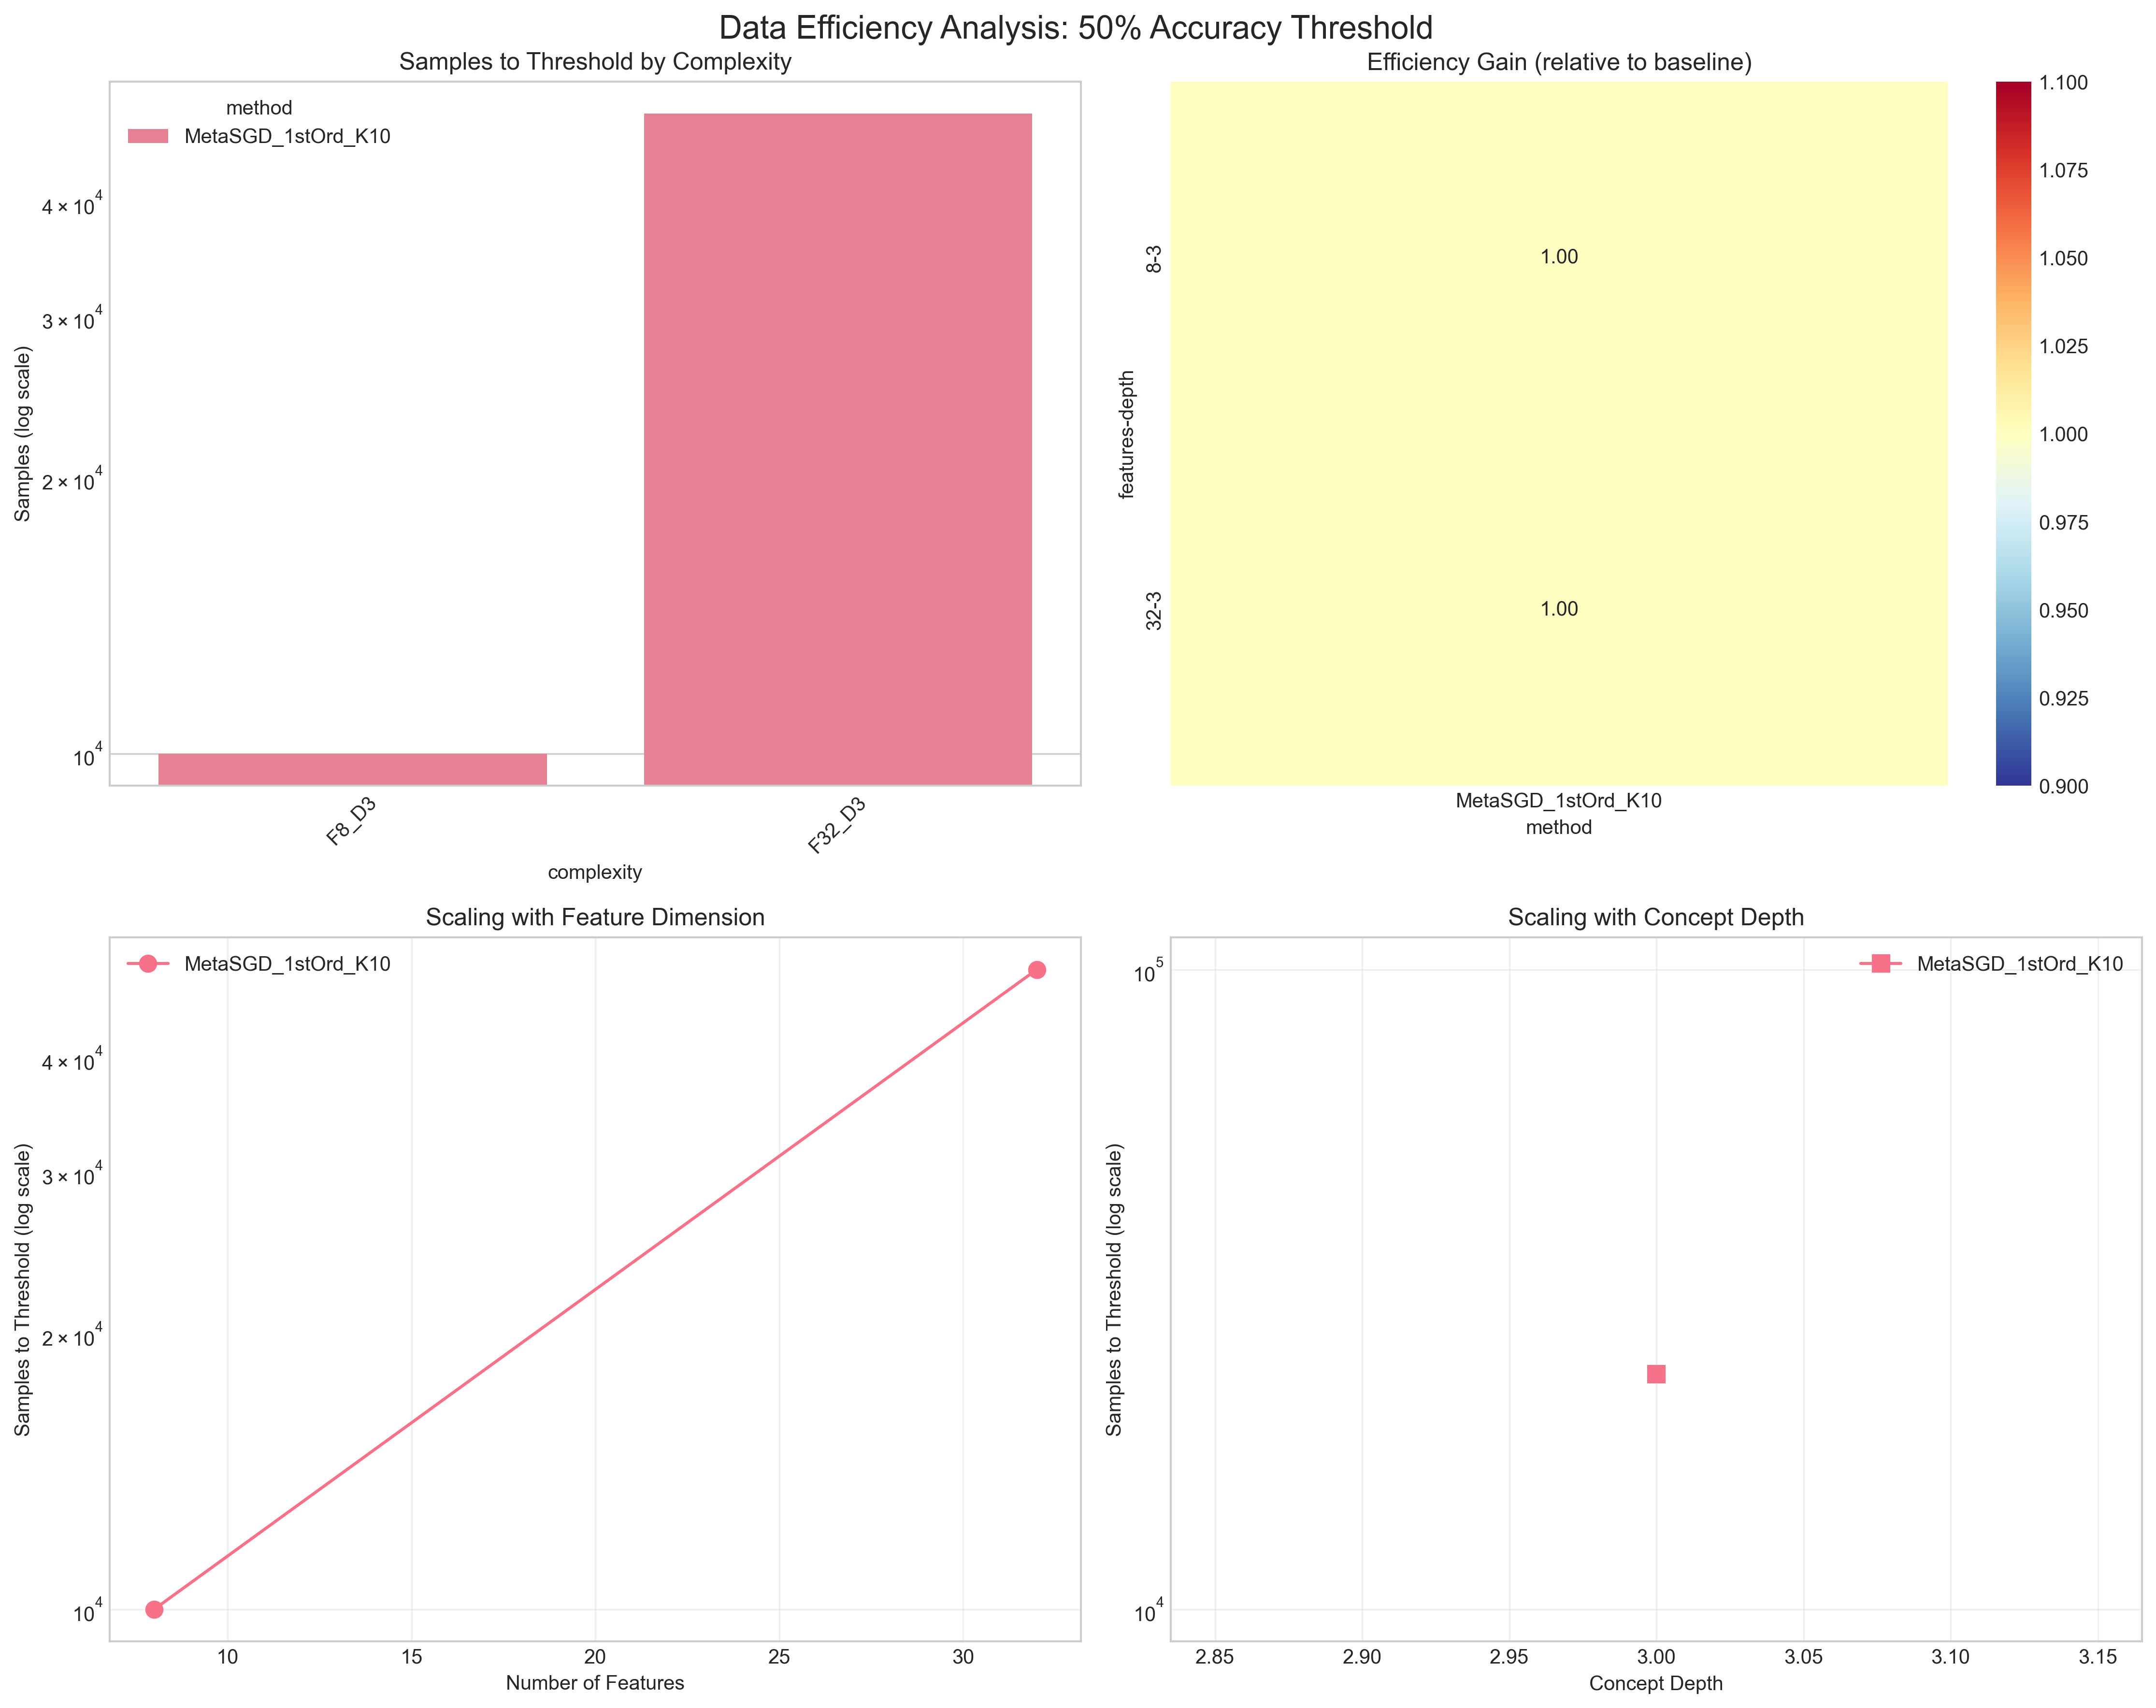 Data Efficiency Analysis: 50% Accuracy Threshold
Samples to Threshold by Complexity
method
MetaSGD_1stOrd_K10
4 × 10⁴
3 × 10⁴
2 × 10⁴
10⁴
Samples (log scale)
F8_D3
F32_D3
complexity
Efficiency Gain (relative to baseline)
features-depth
8-3
32-3
1.00
1.00
MetaSGD_1stOrd_K10
method
1.100
1.075
1.050
1.025
1.000
0.975
0.950
0.925
0.900
Scaling with Feature Dimension
MetaSGD_1stOrd_K10
4 × 10⁴
3 × 10⁴
2 × 10⁴
10⁴
Samples to Threshold (log scale)
10 15 20 25 30
Number of Features
Scaling with Concept Depth
MetaSGD_1stOrd_K10
10⁵
10⁴
Samples to Threshold (log scale)
2.85 2.90 2.95 3.00 3.05 3.10 3.15
Concept Depth